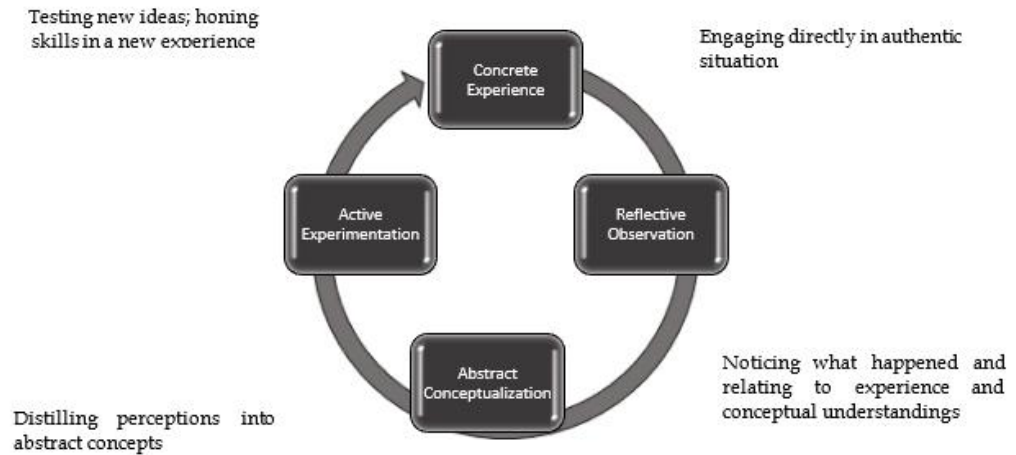 Testing new ideas; honing
skills in a new experience
Engaging directly in authentic
situation
Concrete
Experience
Active
Experimentation
Reflective
Observation
Abstract
Conceptualization
Noticing what happened and
relating to experience and
conceptual understandings
Distilling perceptions into
abstract concepts